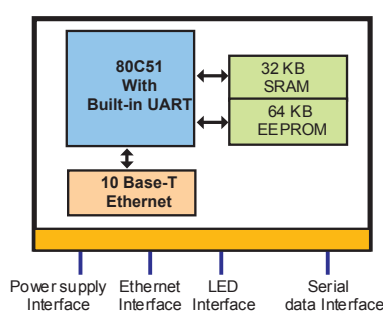 80C51
With
Built-in UART
32 KB
SRAM
64 KB
EEPROM
10 Base-T
Ethernet
Power supply
Interface
Ethernet
Interface
LED
Interface
Serial
data Interface